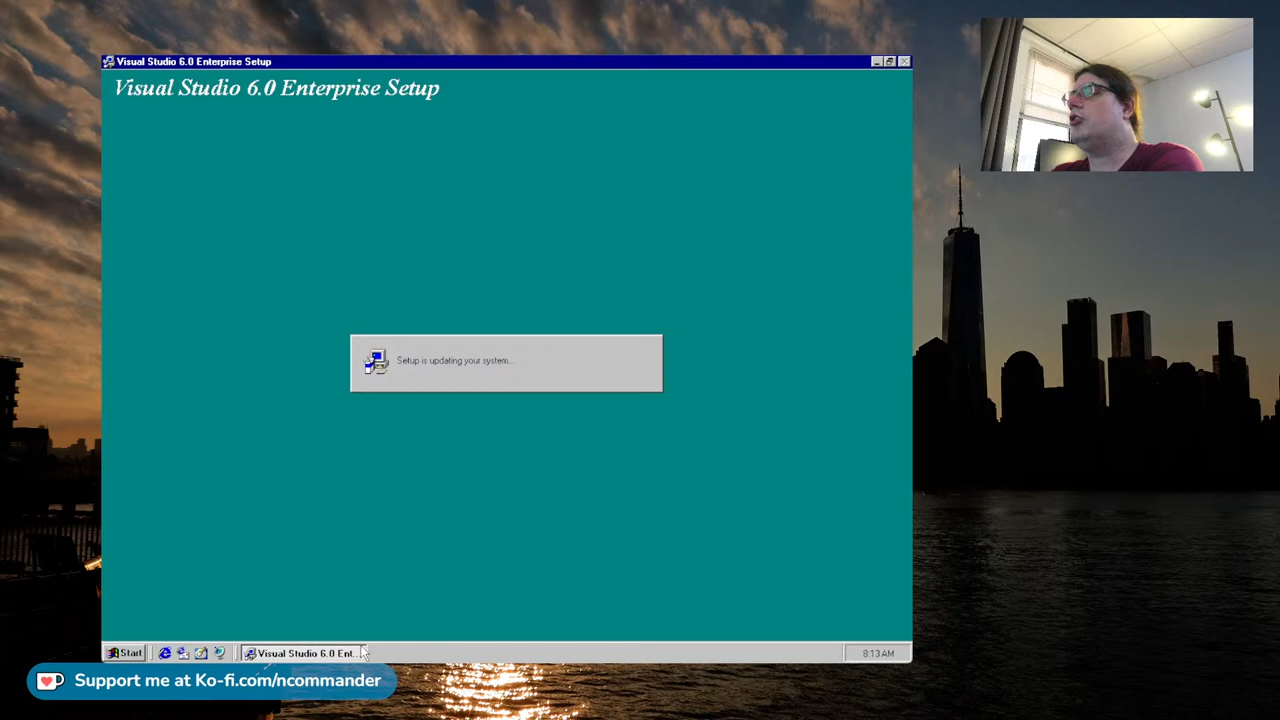 Visual Studio 6.0 Enterprise Setup
Visual Studio 6.0 Enterprise Setup
Setup is updating your system...
Start
Visual Studio 6.0 Ent...
8:13 AM
Support me at Ko-fi.com/ncommander